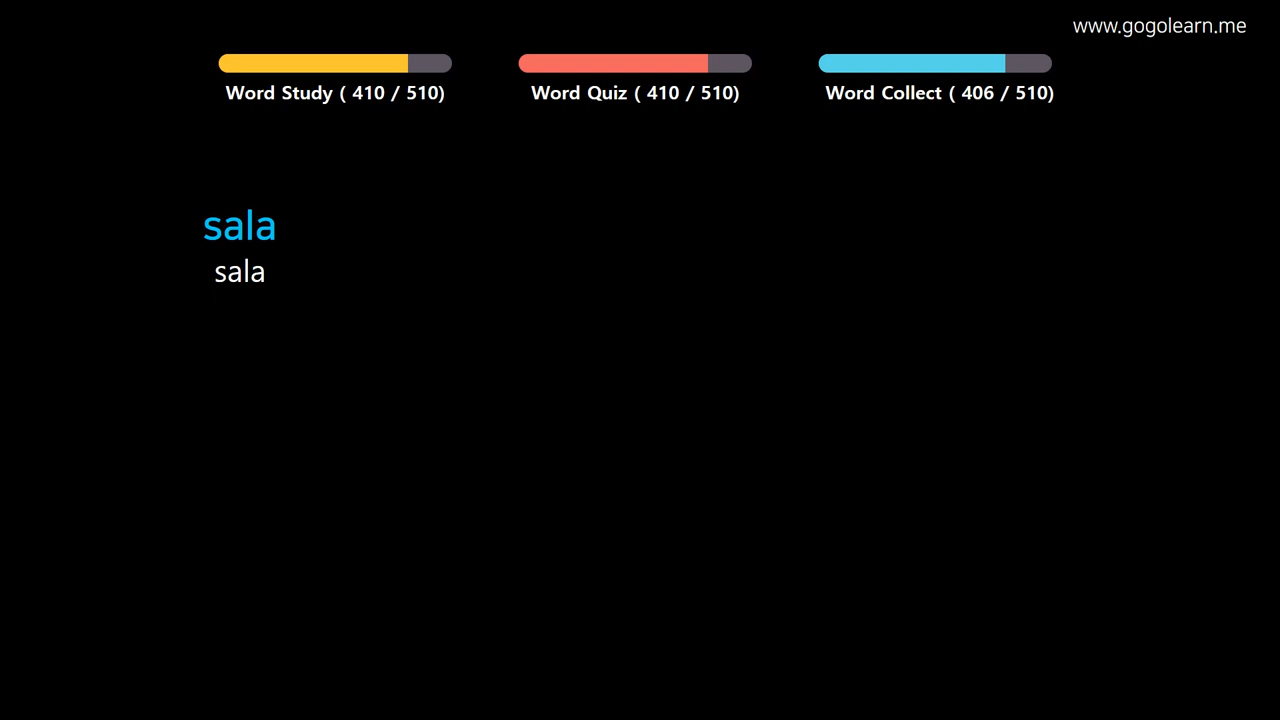 www.gogolearn.me
Word Study ( 410 / 510)
Word Quiz ( 410 / 510)
Word Collect ( 406 / 510)
sala
sala